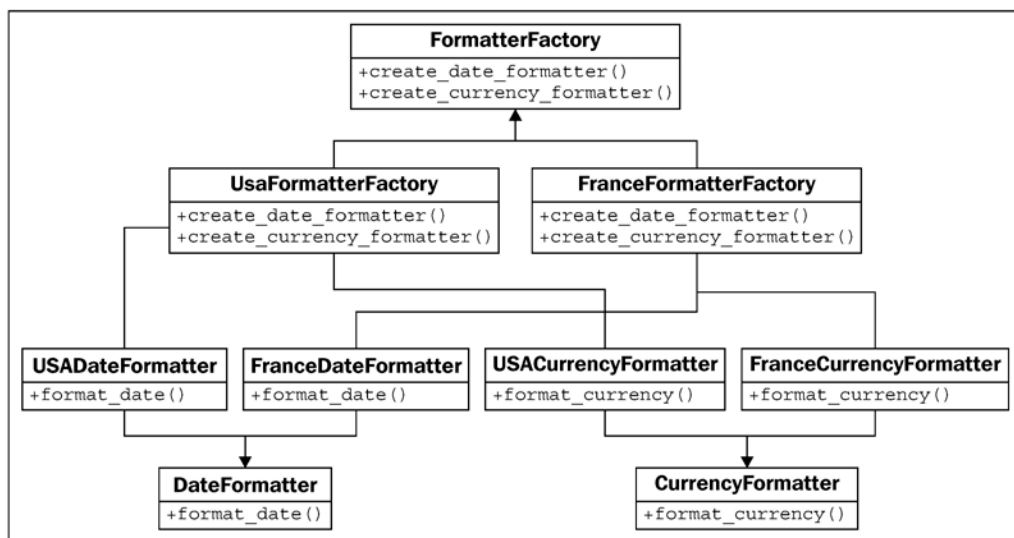 FormatterFactory
+create_date_formatter()
+create_currency_formatter()
UsaFormatterFactory
+create_date_formatter()
+create_currency_formatter()
FranceFormatterFactory
+create_date_formatter()
+create_currency_formatter()
USADateFormatter
+format_date()
FranceDateFormatter
+format_date()
USACurrencyFormatter
+format_currency()
FranceCurrencyFormatter
+format_currency()
DateFormatter
+format_date()
CurrencyFormatter
+format_currency()